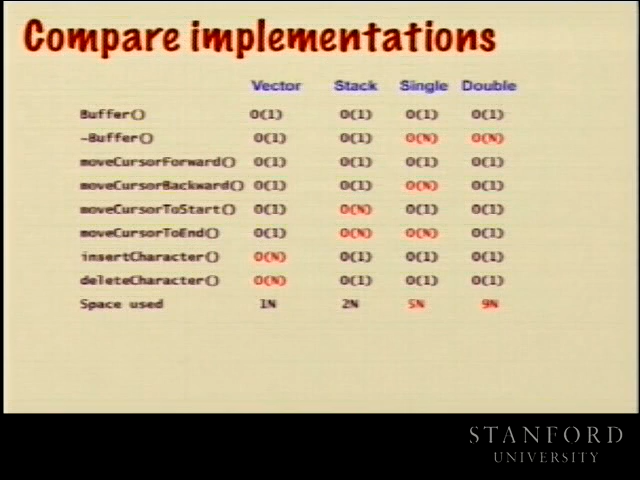 Compare implementations
Vector Stack Single Double
Buffer() O(1) O(1) O(1) O(1)
~Buffer() O(1) O(1) O(N) O(N)
moveCursorForward() O(1) O(1) O(1) O(1)
moveCursorBackward() O(1) O(1) O(N) O(1)
moveCursorToStart() O(1) O(N) O(1) O(1)
moveCursorToEnd() O(1) O(N) O(N) O(1)
insertCharacter() O(N) O(1) O(1) O(1)
deleteCharacter() O(N) O(1) O(1) O(1)
Space used 1N 2N 5N 9N
STANFORD
UNIVERSITY